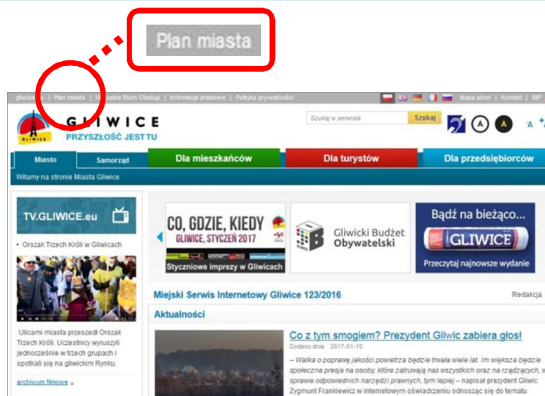 Plan miasta
gliwice.eu | Plan miasta | Wirtualne Biuro Obsługi | Informacje prasowe | Polityka prywatności
Mapa stron | Kontakt | BIP
GLIWICE
PRZYSZŁOŚĆ JEST TU
GLIWICE
Szukaj w serwisie
Szukaj
A A A
Miasto
Samorząd
Dla mieszkańców
Dla turystów
Dla przedsiębiorców
Witamy na stronie Miasta Gliwice
TV.GLIWICE.eu
• Orszak Trzech Króli w Gliwicach
Ulicami miasta przeszedł Orszak
Trzech Króli. Uczestnicy wyruszyli
jednocześnie w trzech grupach i
spotkali się na gliwickim Rynku.
archiwum filmowe
CO, GDZIE, KIEDY
GLIWICE, STYCZEŃ 2017
Styczniowe imprezy w Gliwicach
Gliwicki Budżet
Obywatelski
Bądź na bieżąco...
GLIWICE
Przeczytaj najnowsze wydanie
Miejski Serwis Internetowy Gliwice 123/2016
Redakcja
Aktualności
Co z tym smogiem? Prezydent Gliwic zabiera głos!
Dodano dnia: 2017-01-10
– Walka o poprawę jakości powietrza będzie trwała wiele lat. Im większa będzie
społeczna presja na osoby, które zatruwają nas wszystkich oraz na rządzących, w
sprawie odpowiednich narzędzi prawnych, tym lepiej – napisał prezydent Gliwic
Zygmunt Frankiewicz w internetowym oświadczeniu odnosząc się do tematu